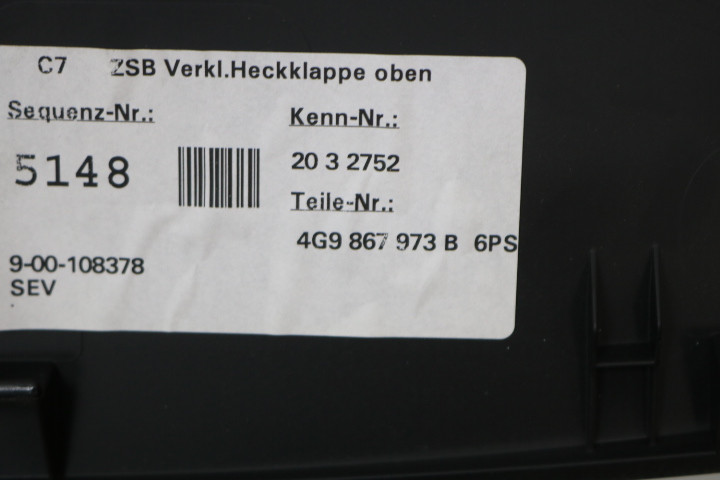 C7 ZSB Verkl.Heckklappe oben
Sequenz-Nr.:
Kenn-Nr.:
5148
20 3 2752
Teile-Nr.:
4G9 867 973 B 6PS
9-00-108378
SEV